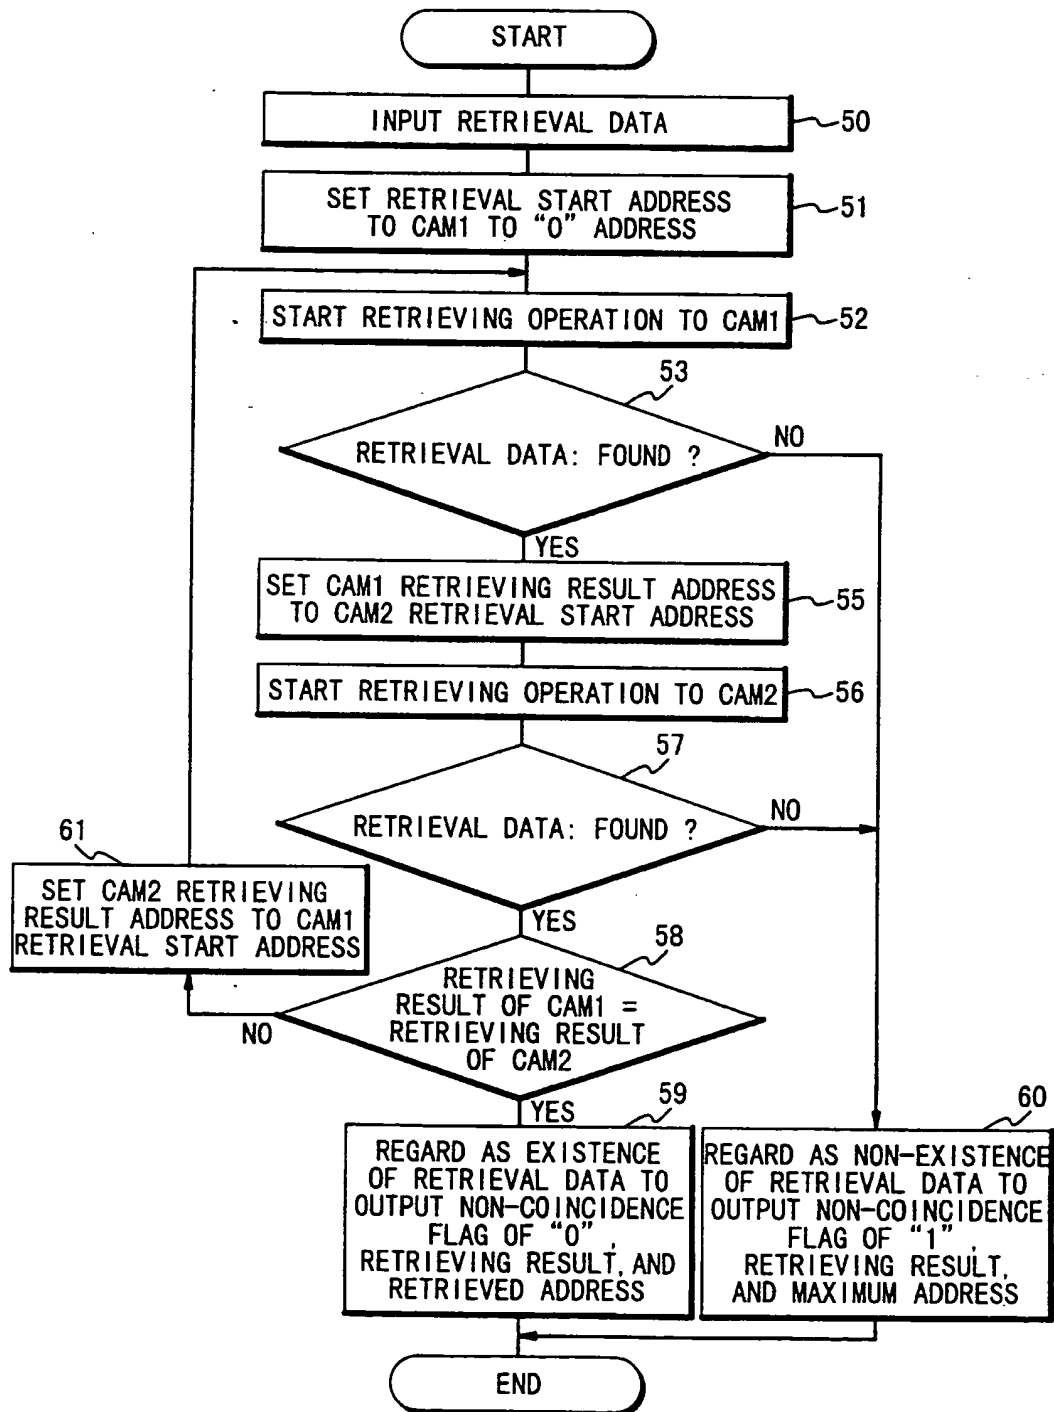 START
INPUT RETRIEVAL DATA
50
SET RETRIEVAL START ADDRESS
TO CAM1 TO “0” ADDRESS
51
START RETRIEVING OPERATION TO CAM1
52
53
RETRIEVAL DATA: FOUND ?
NO
YES
SET CAM1 RETRIEVING RESULT ADDRESS
TO CAM2 RETRIEVAL START ADDRESS
55
START RETRIEVING OPERATION TO CAM2
56
57
RETRIEVAL DATA: FOUND ?
NO
YES
61
SET CAM2 RETRIEVING
RESULT ADDRESS TO CAM1
RETRIEVAL START ADDRESS
58
RETRIEVING
RESULT OF CAM1 =
RETRIEVING RESULT
OF CAM2
NO
YES
59
REGARD AS EXISTENCE
OF RETRIEVAL DATA TO
OUTPUT NON-COINCIDENCE
FLAG OF “0”,
RETRIEVING RESULT, AND
RETRIEVED ADDRESS
60
REGARD AS NON-EXISTENCE
OF RETRIEVAL DATA TO
OUTPUT NON-COINCIDENCE
FLAG OF “1”,
RETRIEVING RESULT,
AND MAXIMUM ADDRESS
END